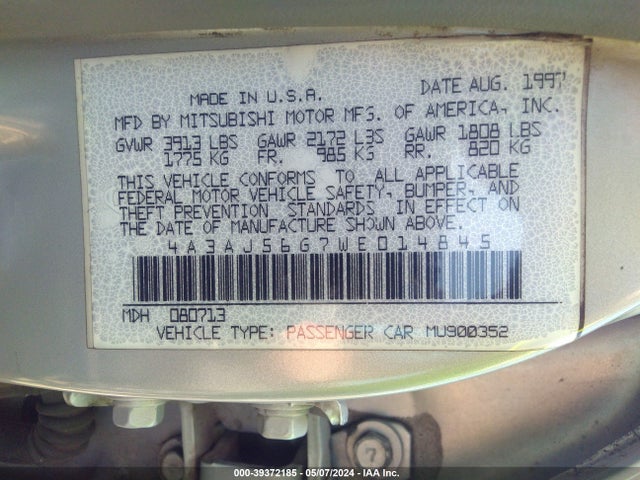 MADE IN U.S.A. DATE AUG. 1997
MFD BY MITSUBISHI MOTOR MFG. OF AMERICA, INC.
GVWR 3913 LBS GAWR 2172 LBS GAWR 1808 LBS
1775 KG FR. 985 KG RR. 820 KG
THIS VEHICLE CONFORMS TO ALL APPLICABLE
FEDERAL MOTOR VEHICLE SAFETY, BUMPER, AND
THEFT PREVENTION STANDARDS IN EFFECT ON
THE DATE OF MANUFACTURE SHOWN ABOVE.
4A3AJ56G7WE014845
MDH 080713
VEHICLE TYPE: PASSENGER CAR MU900352
7
000-39372185 - 05/07/2024 - IAA Inc.